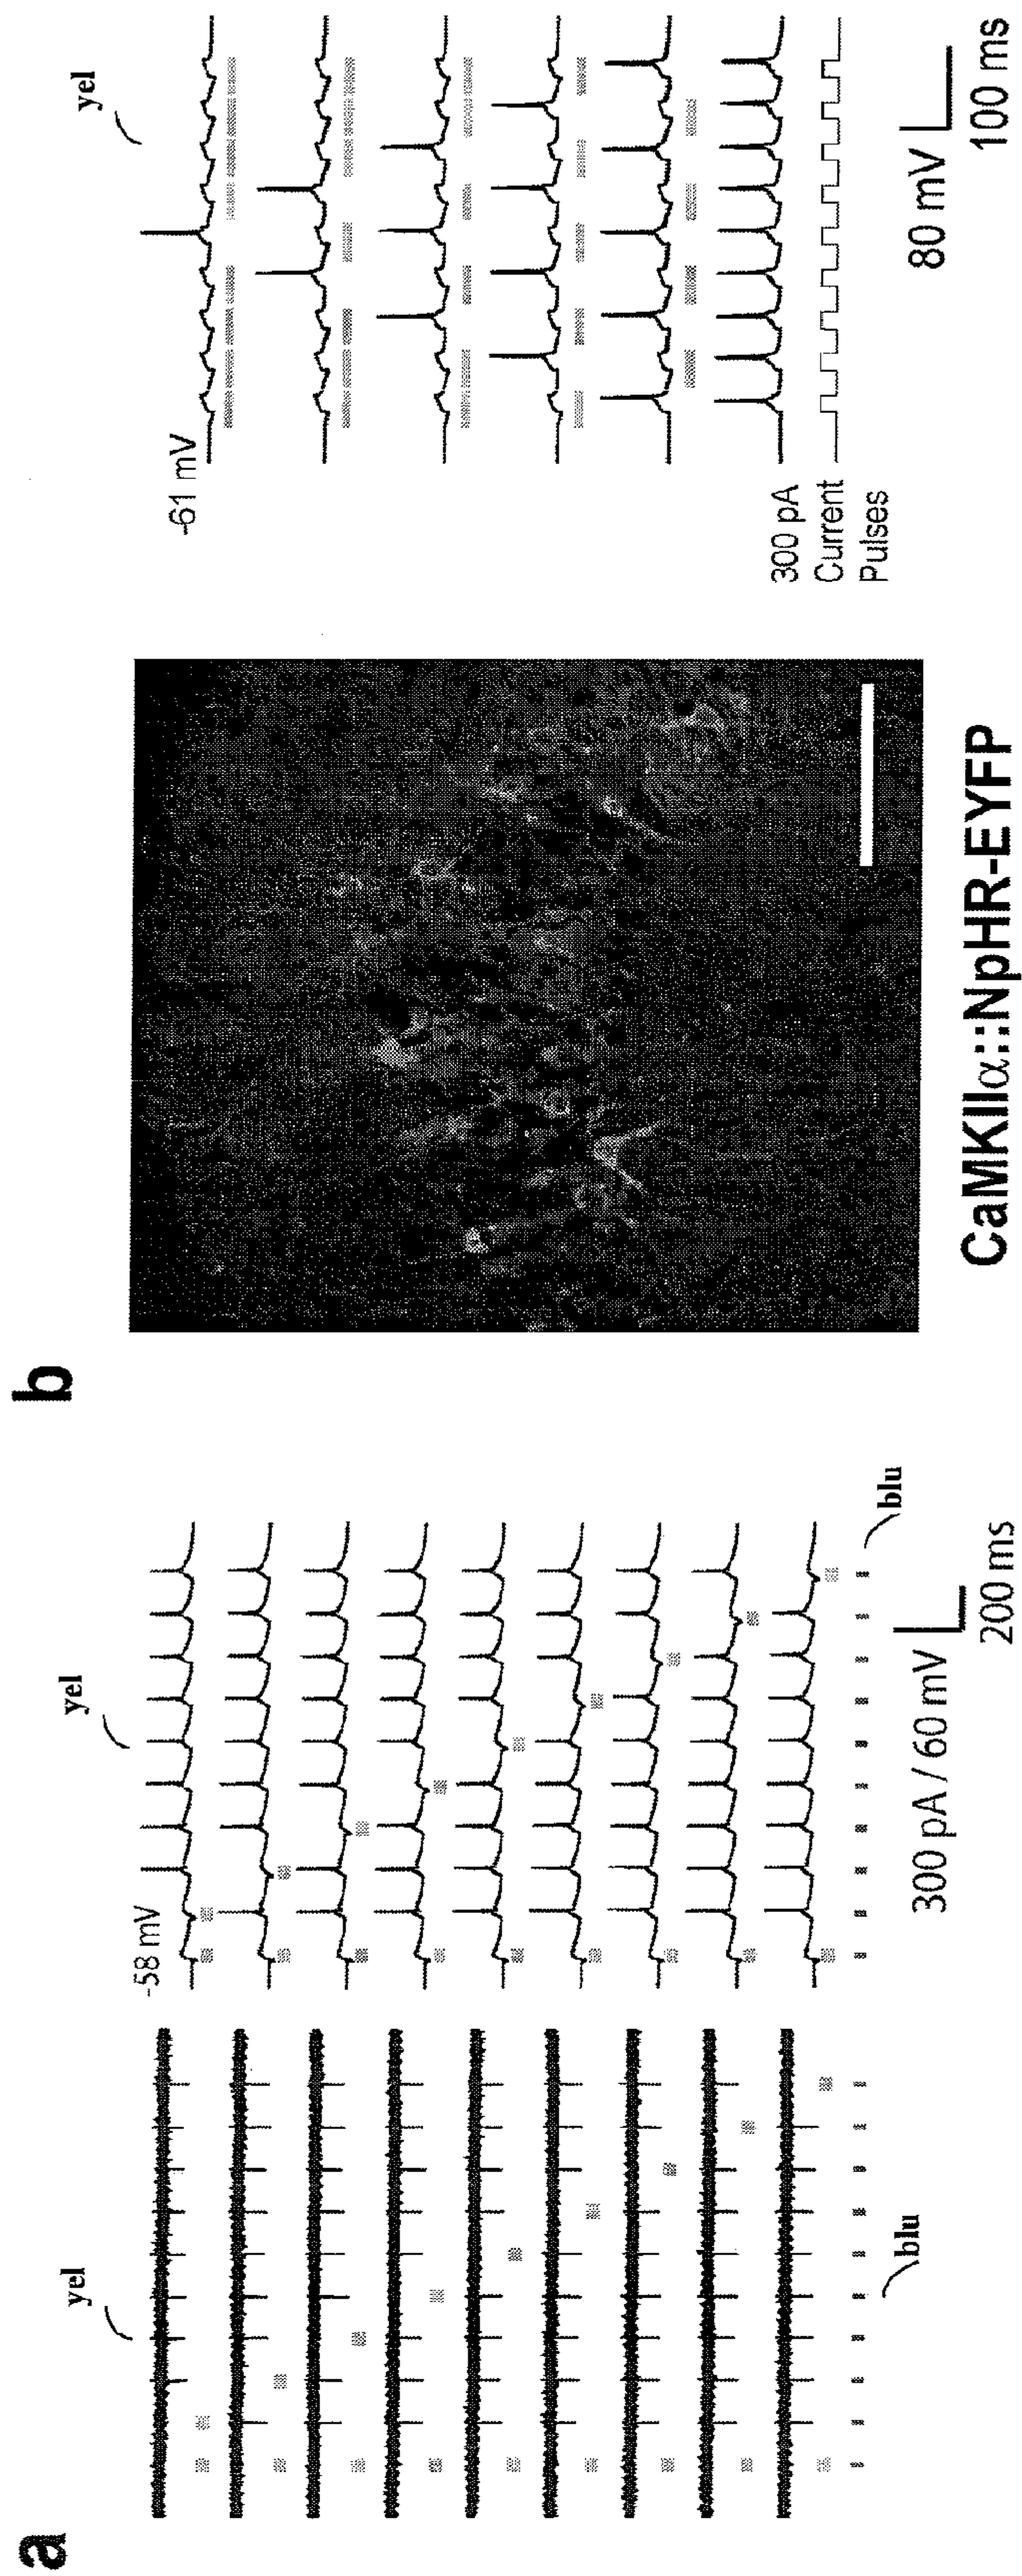 a
yel
blu
yel
-58 mV
blu
300 pA / 60 mV
200 ms
b
CaMKIIα::NpHR-EYFP
yel
-61 mV
300 pA
Current
Pulses
80 mV
100 ms